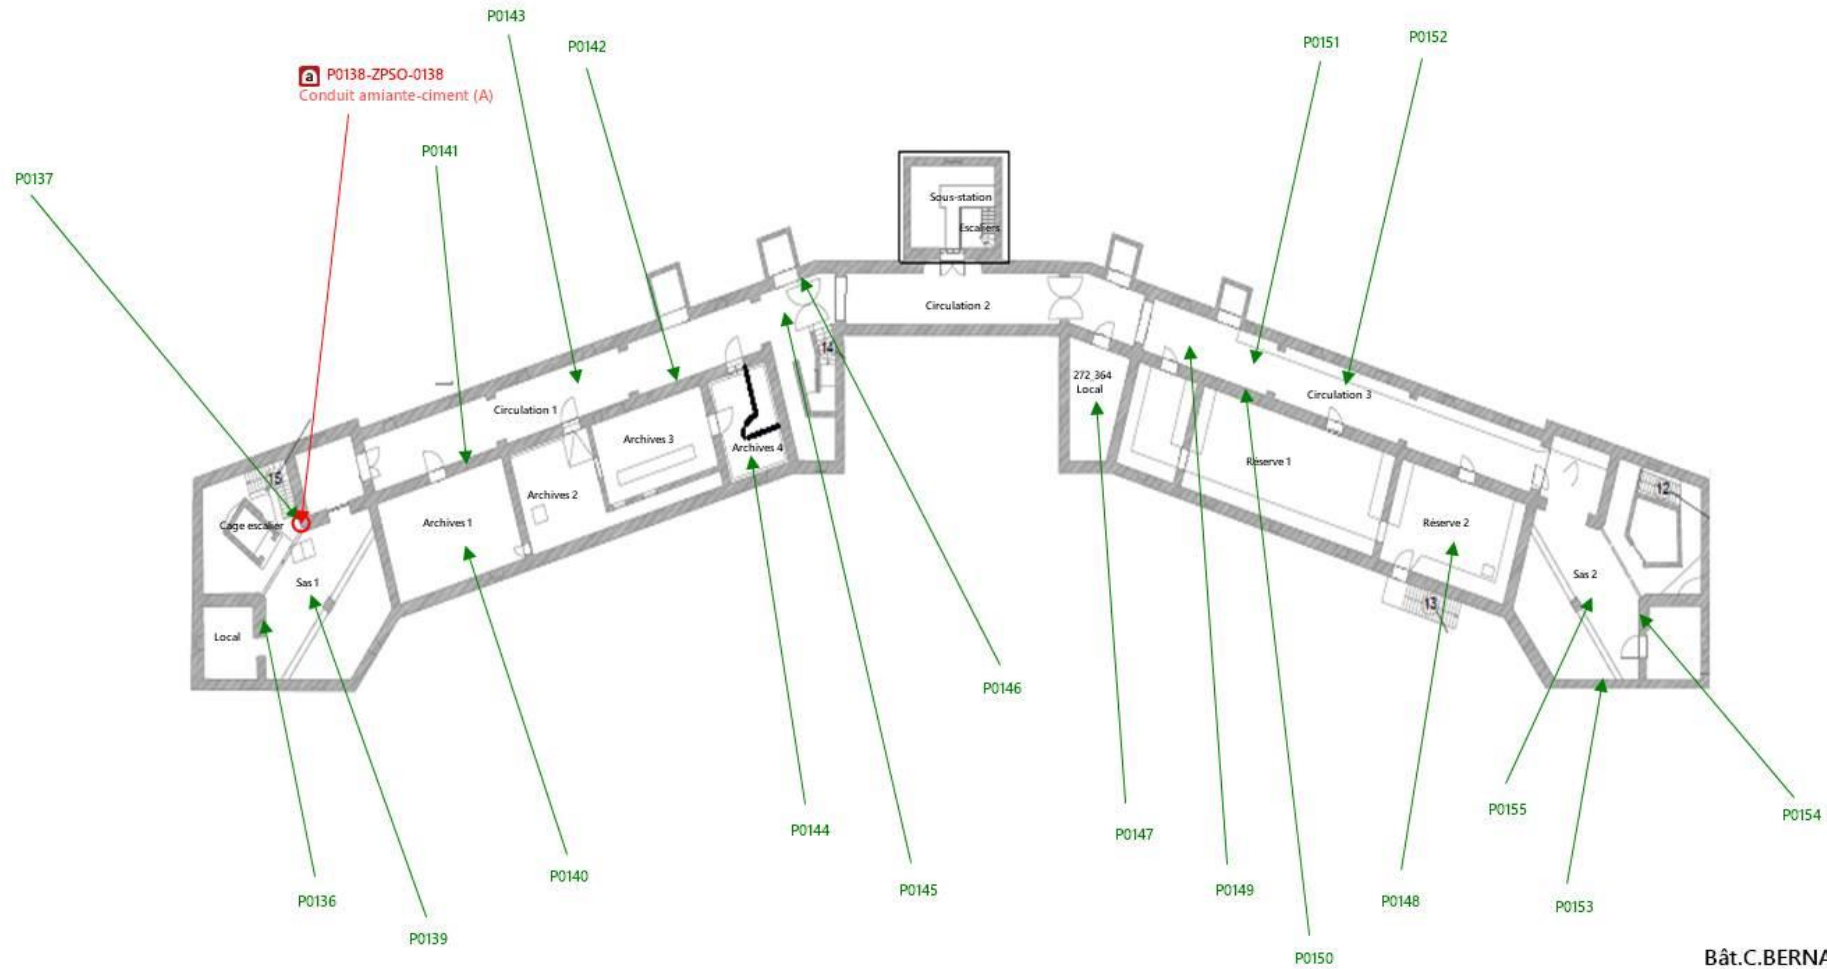 P0143
P0142
P0151
P0152
a P0138-ZPSO-0138
Conduit amiante-ciment (A)
P0141
P0137
Sous-station
Escaliers
Circulation 2
14
272_364
Local
Circulation 3
Circulation 1
Archives 3
Archives 4
Réserve 1
15
12
Archives 2
Cage escalier
Archives 1
Réserve 2
Sas 1
Sas 2
13
Local
P0146
P0155
P0154
P0144
P0147
P0140
P0145
P0149
P0136
P0148
P0153
P0139
P0150
Bât.C.BERNA